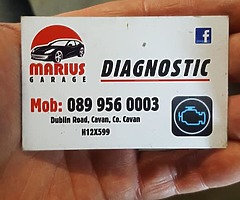 MARIUS
GARAGE
DIAGNOSTIC
Mob: 089 956 0003
Dublin Road, Cavan, Co. Cavan
H12X599
f